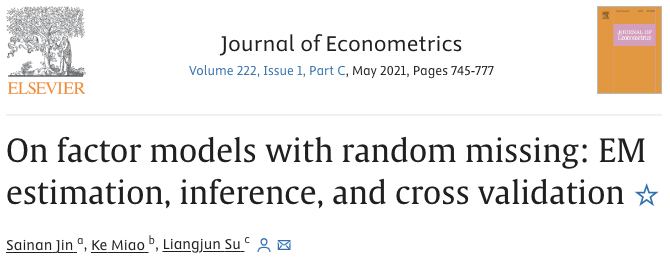 Journal of Econometrics
Volume 222, Issue 1, Part C, May 2021, Pages 745-777
ELSEVIER
JOURNAL OF
Econometrics
On factor models with random missing: EM
estimation, inference, and cross validation ☆
Sainan Jin a, Ke Miao b, Liangjun Su c